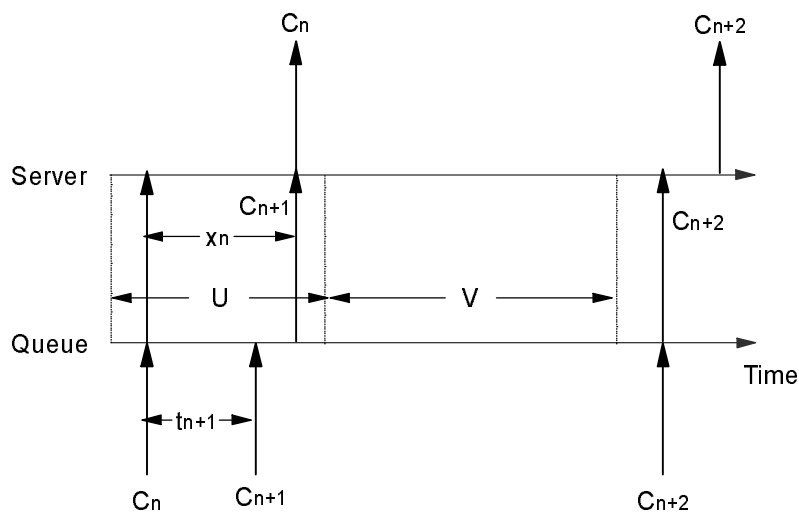 Cn
Cn+2
Server
Cn+1
Cn+2
xn
U
V
Queue
Time
tn+1
Cn
Cn+1
Cn+2